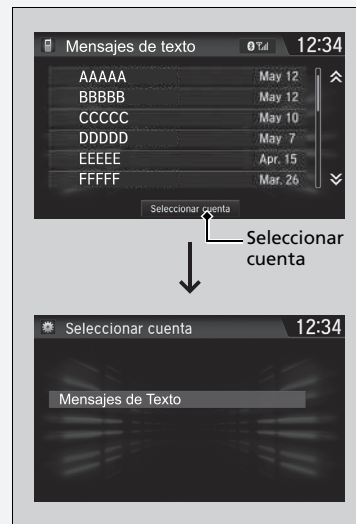 Mensajes de texto 12:34
AAAAA May 12
BBBBB May 12
CCCCC May 10
DDDDD May 7
EEEEE Apr. 15
FFFFF Mar. 26
Seleccionar cuenta
Seleccionar
cuenta
Seleccionar cuenta 12:34
Mensajes de Texto